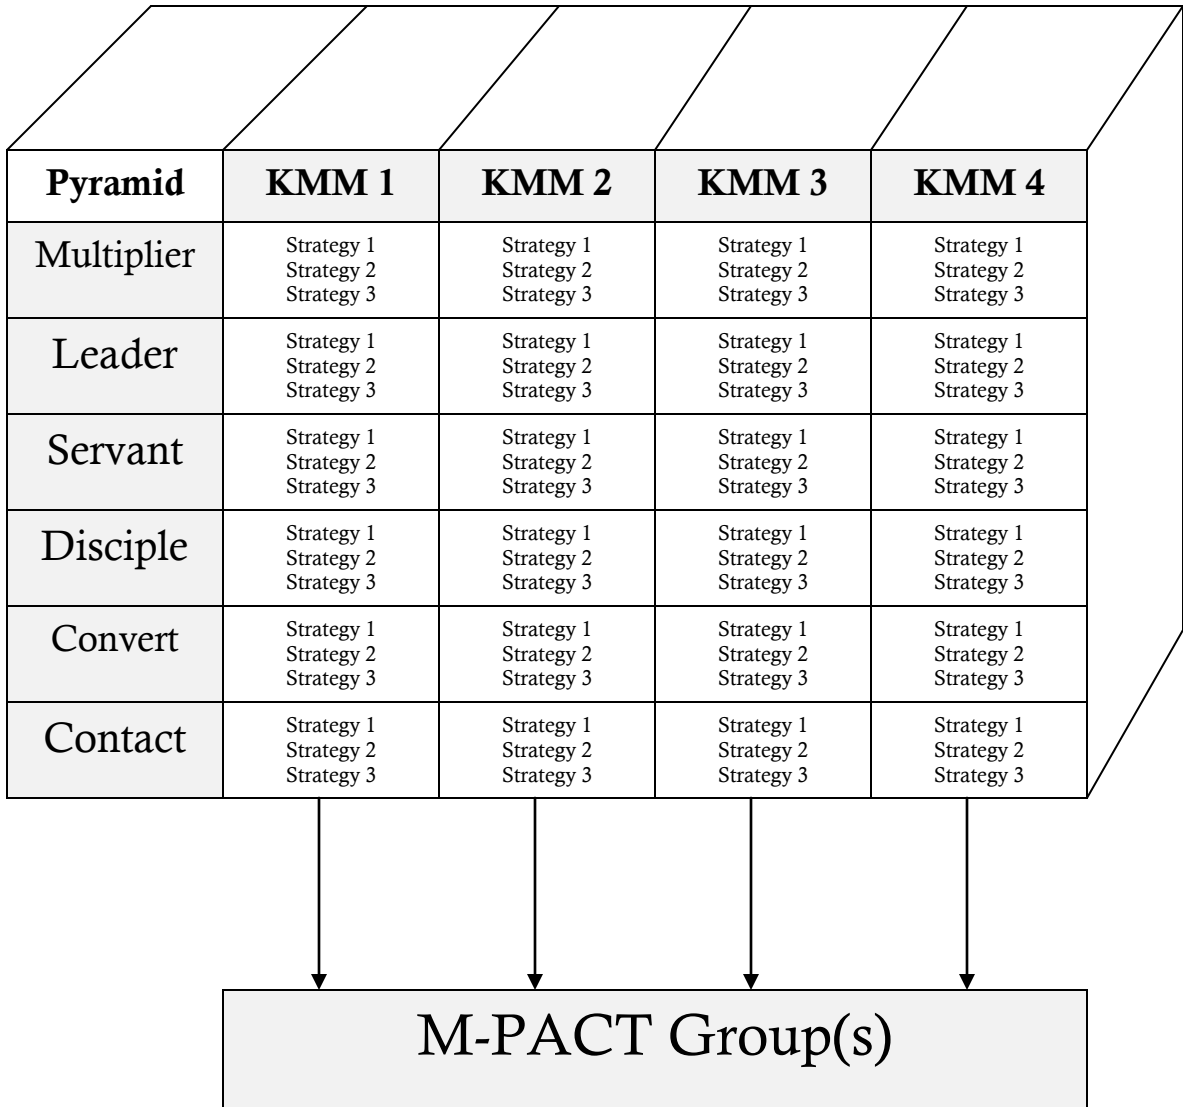 Pyramid KMM 1 KMM 2 KMM 3 KMM 4
Multiplier
Strategy 1 Strategy 1 Strategy 1 Strategy 1
Strategy 2 Strategy 2 Strategy 2 Strategy 2
Strategy 3 Strategy 3 Strategy 3 Strategy 3
Leader
Strategy 1 Strategy 1 Strategy 1 Strategy 1
Strategy 2 Strategy 2 Strategy 2 Strategy 2
Strategy 3 Strategy 3 Strategy 3 Strategy 3
Servant
Strategy 1 Strategy 1 Strategy 1 Strategy 1
Strategy 2 Strategy 2 Strategy 2 Strategy 2
Strategy 3 Strategy 3 Strategy 3 Strategy 3
Disciple
Strategy 1 Strategy 1 Strategy 1 Strategy 1
Strategy 2 Strategy 2 Strategy 2 Strategy 2
Strategy 3 Strategy 3 Strategy 3 Strategy 3
Convert
Strategy 1 Strategy 1 Strategy 1 Strategy 1
Strategy 2 Strategy 2 Strategy 2 Strategy 2
Strategy 3 Strategy 3 Strategy 3 Strategy 3
Contact
Strategy 1 Strategy 1 Strategy 1 Strategy 1
Strategy 2 Strategy 2 Strategy 2 Strategy 2
Strategy 3 Strategy 3 Strategy 3 Strategy 3
M-PACT Group(s)